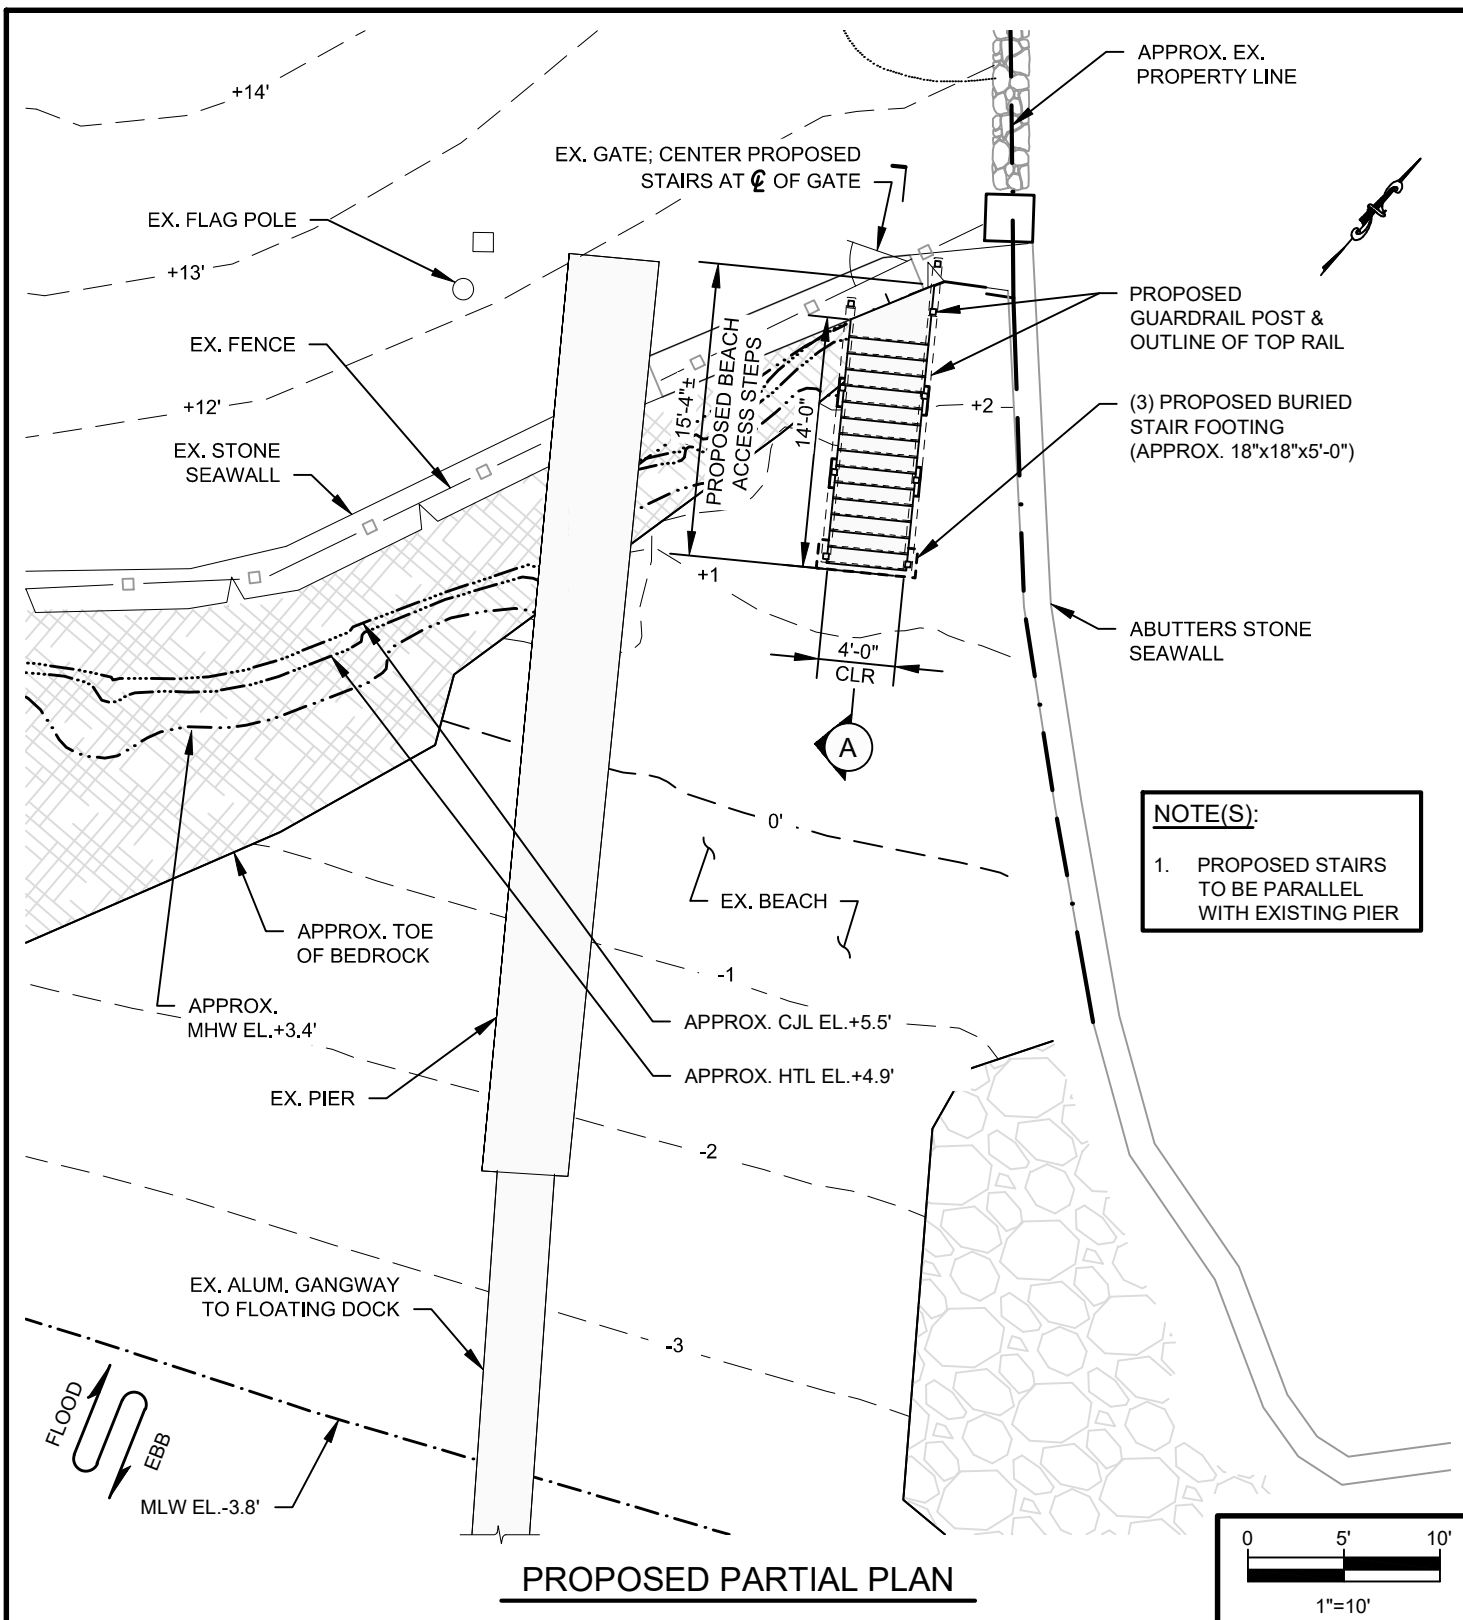 +14'
APPROX. EX.
PROPERTY LINE
EX. GATE; CENTER PROPOSED
STAIRS AT ℄ OF GATE
EX. FLAG POLE
+13'
PROPOSED
GUARDRAIL POST &
OUTLINE OF TOP RAIL
EX. FENCE
15'-4"±
PROPOSED BEACH
ACCESS STEPS
14'-0"
+12'
+2
(3) PROPOSED BURIED
STAIR FOOTING
(APPROX. 18"x18"x5'-0")
EX. STONE
SEAWALL
+1
ABUTTERS STONE
SEAWALL
4'-0"
CLR
A
0'
NOTE(S):
1. PROPOSED STAIRS
TO BE PARALLEL
WITH EXISTING PIER
EX. BEACH
APPROX. TOE
OF BEDROCK
-1
APPROX.
MHW EL.+3.4'
APPROX. CJL EL.+5.5'
APPROX. HTL EL.+4.9'
EX. PIER
-2
EX. ALUM. GANGWAY
TO FLOATING DOCK
-3
FLOOD
EBB
MLW EL.-3.8'
PROPOSED PARTIAL PLAN
0 5' 10'
1"=10'